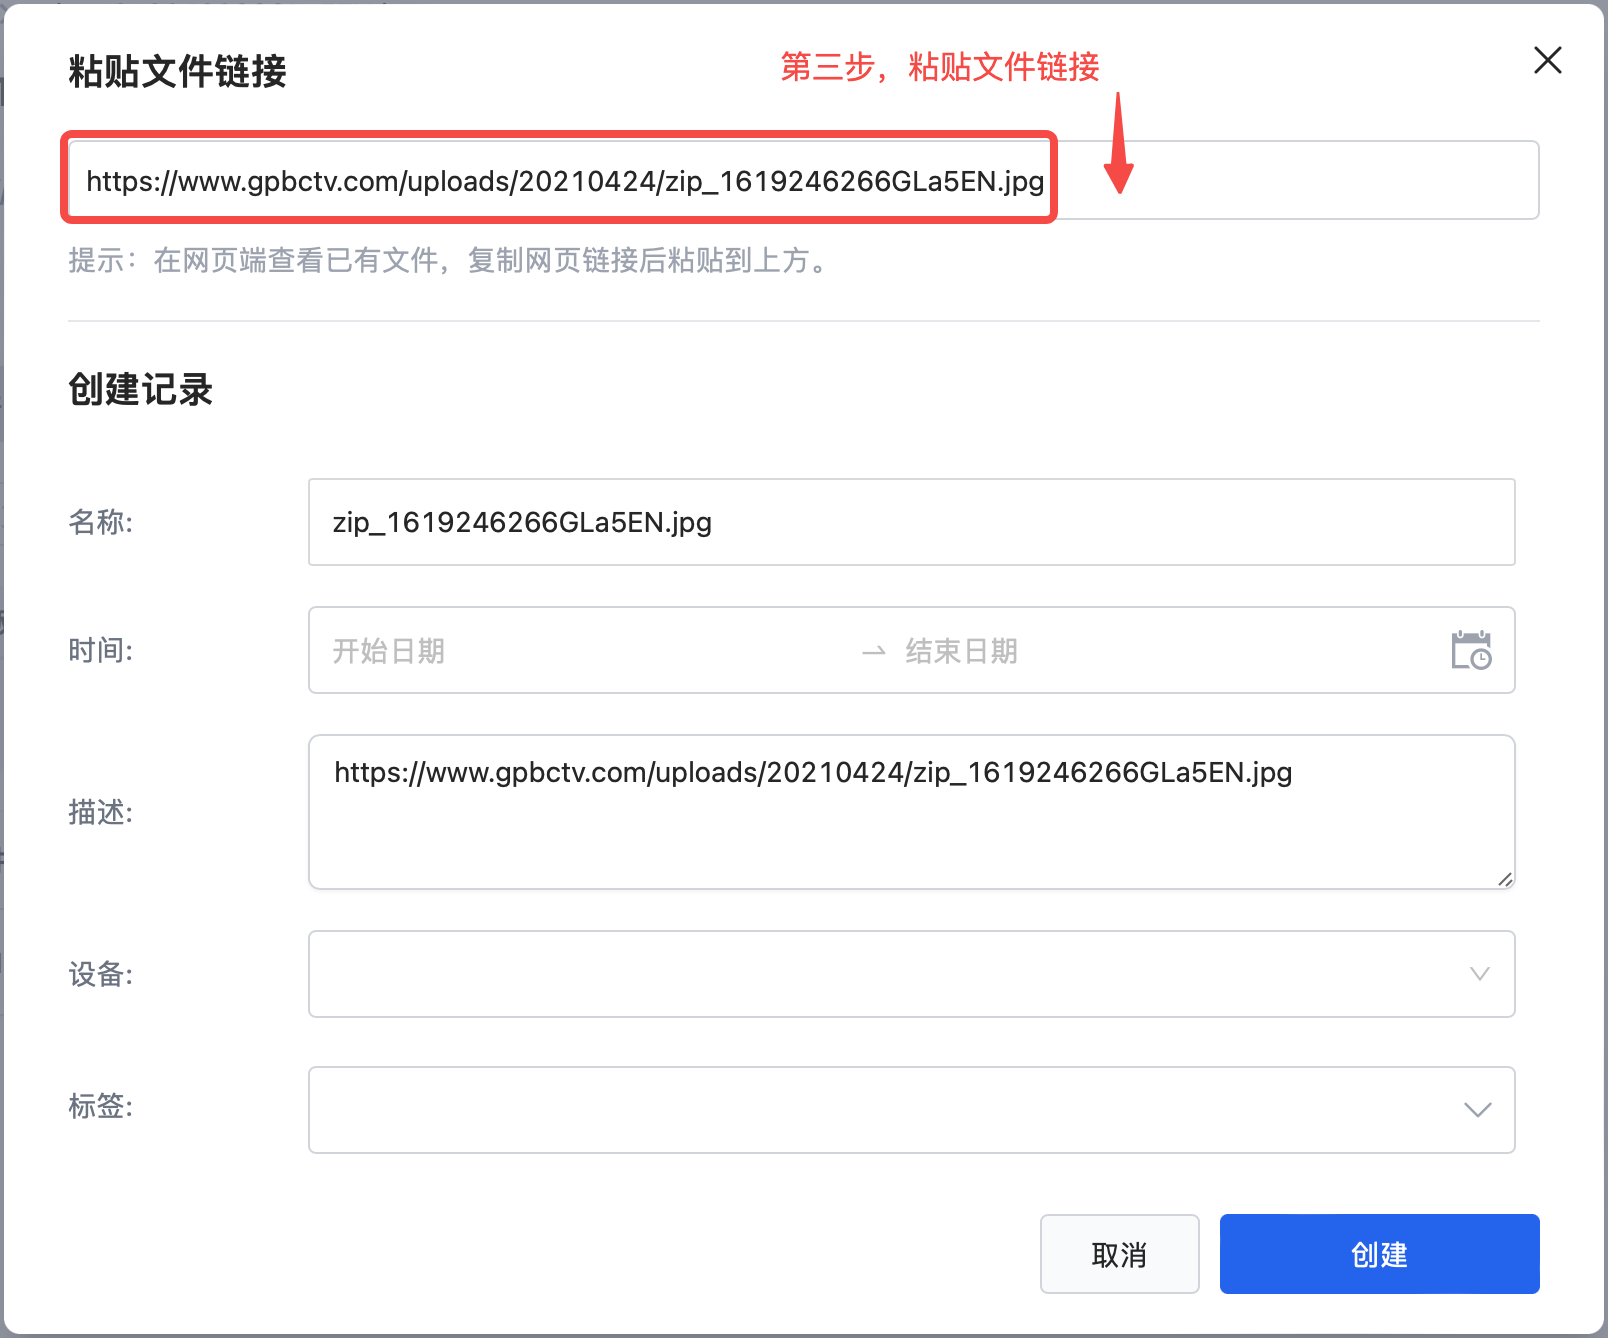 粘贴文件链接
第三步，粘贴文件链接
https://www.gpbctv.com/uploads/20210424/zip_1619246266GLa5EN.jpg
提示：在网页端查看已有文件，复制网页链接后粘贴到上方。
创建记录
名称:
zip_1619246266GLa5EN.jpg
时间:
开始日期 → 结束日期
描述:
https://www.gpbctv.com/uploads/20210424/zip_1619246266GLa5EN.jpg
设备:
标签:
取消
创建